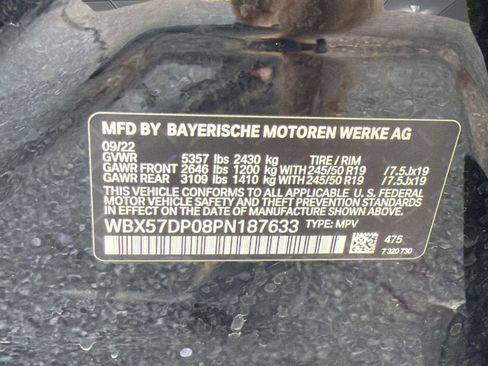 MFD BY BAYERISCHE MOTOREN WERKE AG
09/22
GVWR 5357 lbs 2430 kg TIRE / RIM
GAWR FRONT 2646 lbs 1200 kg WITH 245/50 R19 / 7.5Jx19
GAWR REAR 3109 lbs 1410 kg WITH 245/50 R19 / 7.5Jx19
THIS VEHICLE CONFORMS TO ALL APPLICABLE U. S. FEDERAL
MOTOR VEHICLE SAFETY AND THEFT PREVENTION STANDARDS
IN EFFECT ON THE DATE OF MANUFACTURE SHOWN ABOVE.
WBX57DP08PN187633 TYPE: MPV
475
7 320 730